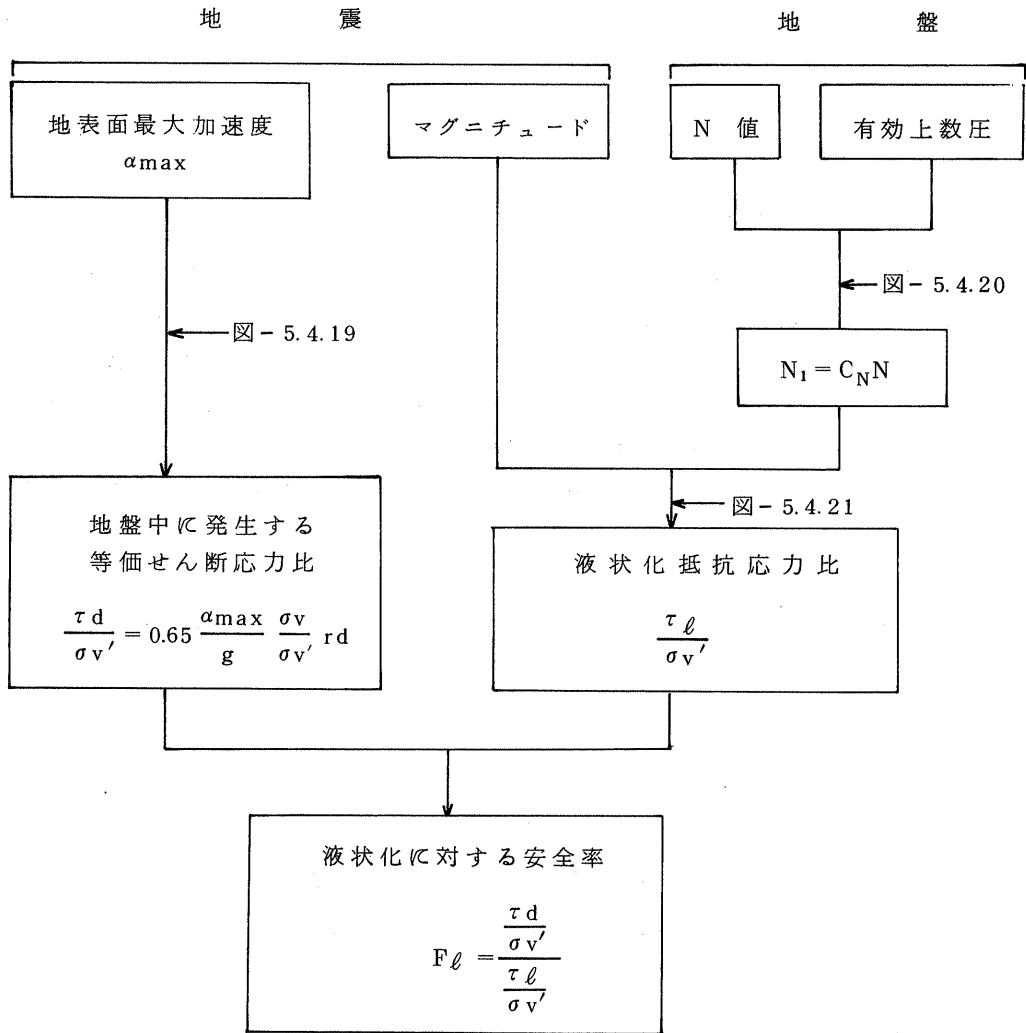 地震
地盤
地表面最大加速度
αmax
マグニチュード
N 値
有効上数圧
図-5.4.20
図-5.4.19
N₁ = C_N N
図-5.4.21
地盤中に発生する
等価せん断応力比
τd/σv′ = 0.65 αmax/g σv/σv′ rd
液状化抵抗応力比
τℓ/σv′
液状化に対する安全率
Fℓ = (τd/σv′)/(τℓ/σv′)